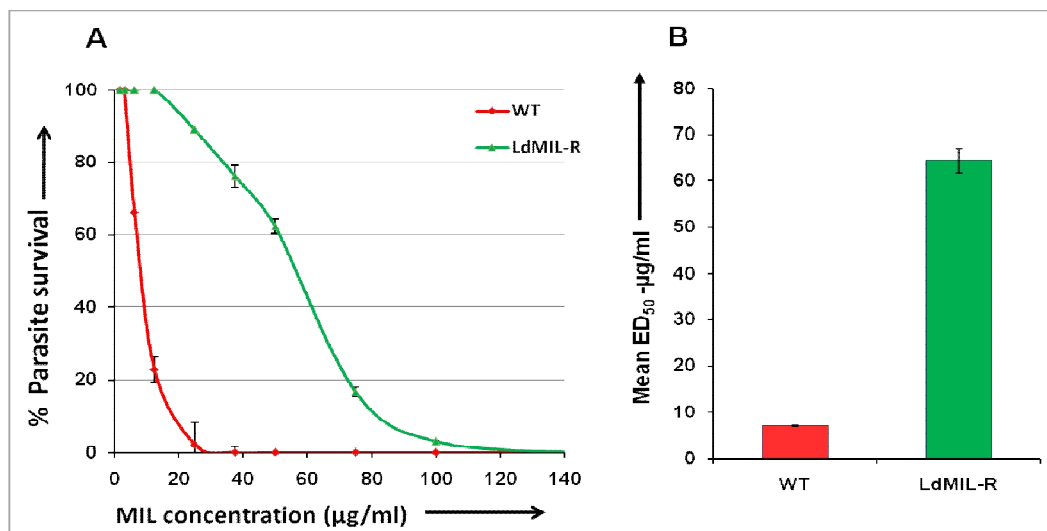 A
% Parasite survival
100
80
60
40
20
0
WT
LdMIL-R
0
20
40
60
80
100
120
140
MIL concentration (µg/ml)
B
Mean ED50 -µg/ml
80
70
60
50
40
30
20
10
0
WT
LdMIL-R